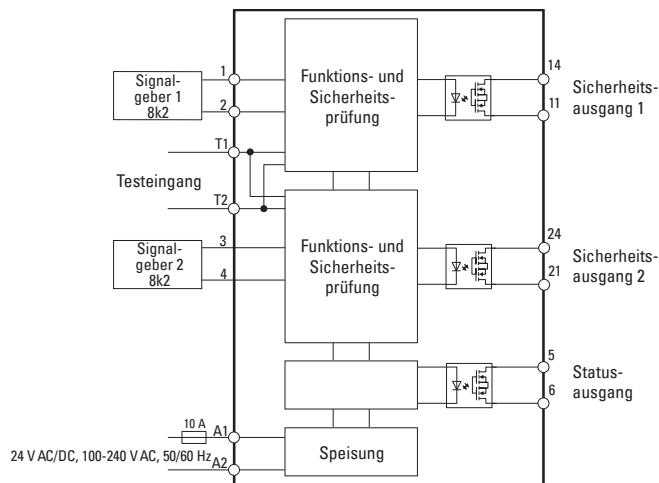 Signal-
geber 1
8k2
1
2
Funktions- und
Sicherheits-
prüfung
14
11
Sicherheits-
ausgang 1
T1
Testeingang
T2
Signal-
geber 2
8k2
3
4
Funktions- und
Sicherheits-
prüfung
24
21
Sicherheits-
ausgang 2
5
6
Status-
ausgang
10 A
A1
24 V AC/DC, 100-240 V AC, 50/60 Hz
A2
Speisung